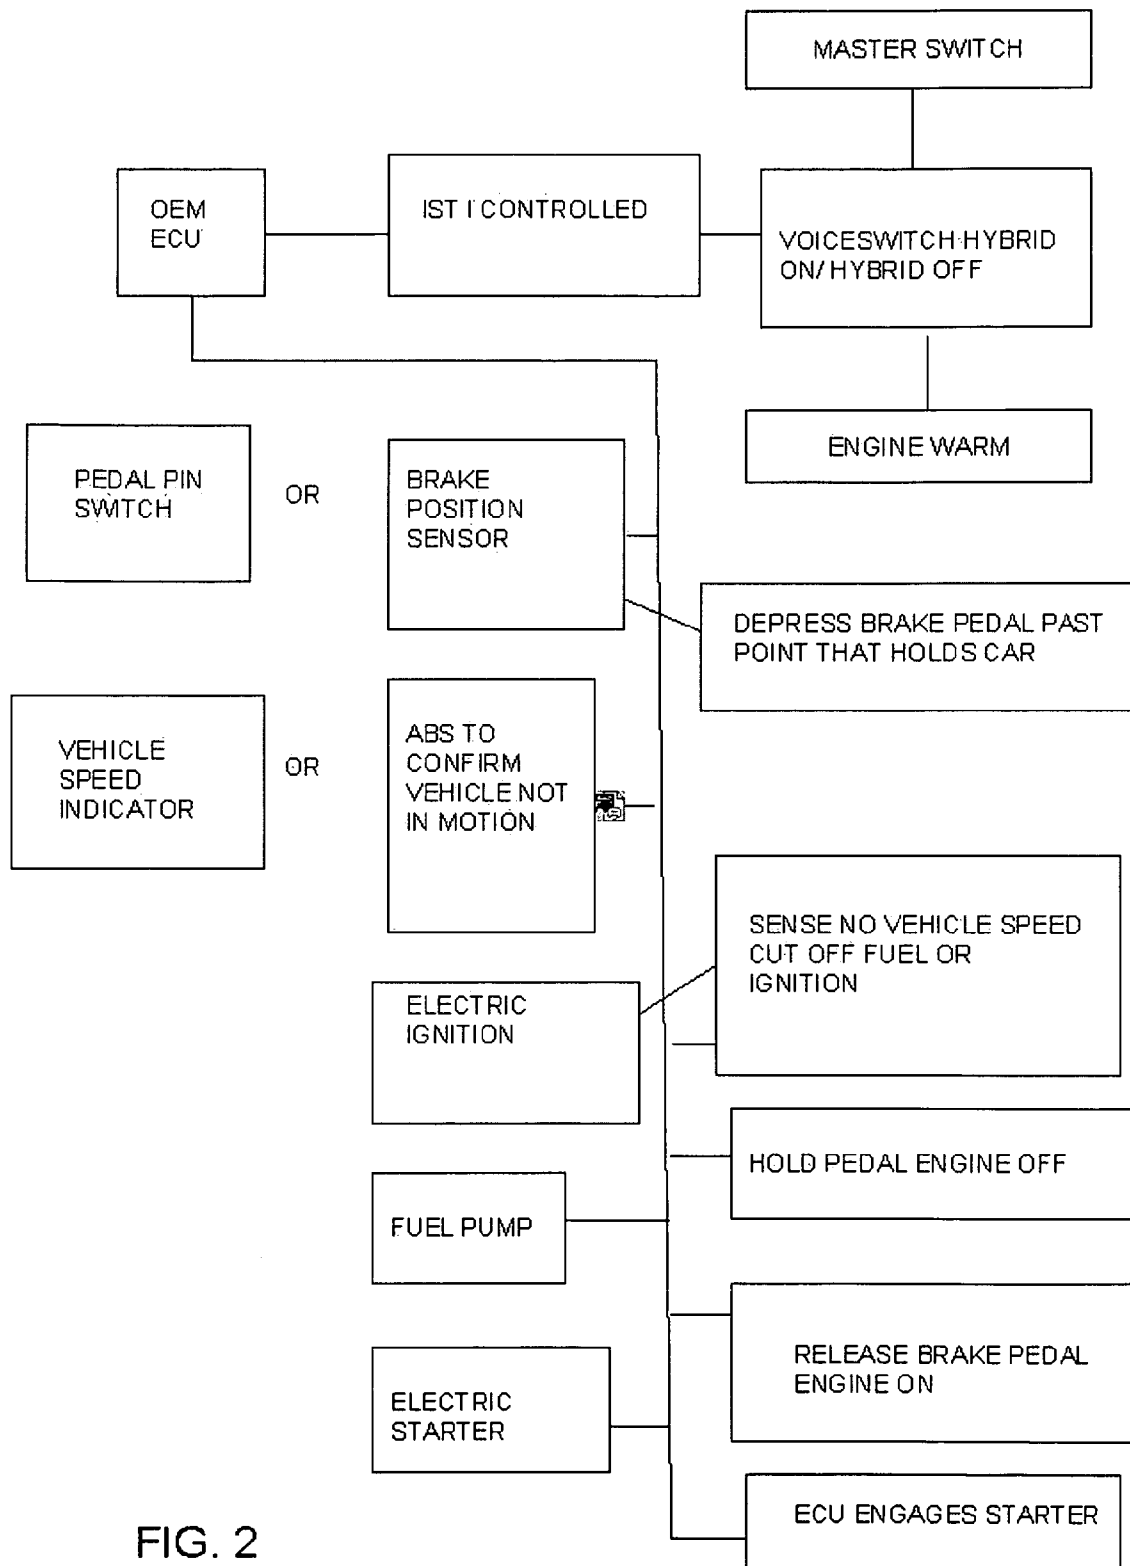 MASTER SWITCH
OEM
ECU
IST I CONTROLLED
VOICESWITCH HYBRID
ON/ HYBRID OFF
ENGINE WARM
PEDAL PIN
SWITCH
OR
BRAKE
POSITION
SENSOR
DEPRESS BRAKE PEDAL PAST
POINT THAT HOLDS CAR
VEHICLE
SPEED
INDICATOR
OR
ABS TO
CONFIRM
VEHICLE NOT
IN MOTION
SENSE NO VEHICLE SPEED
CUT OFF FUEL OR
IGNITION
ELECTRIC
IGNITION
HOLD PEDAL ENGINE OFF
FUEL PUMP
RELEASE BRAKE PEDAL
ENGINE ON
ELECTRIC
STARTER
ECU ENGAGES STARTER
FIG. 2